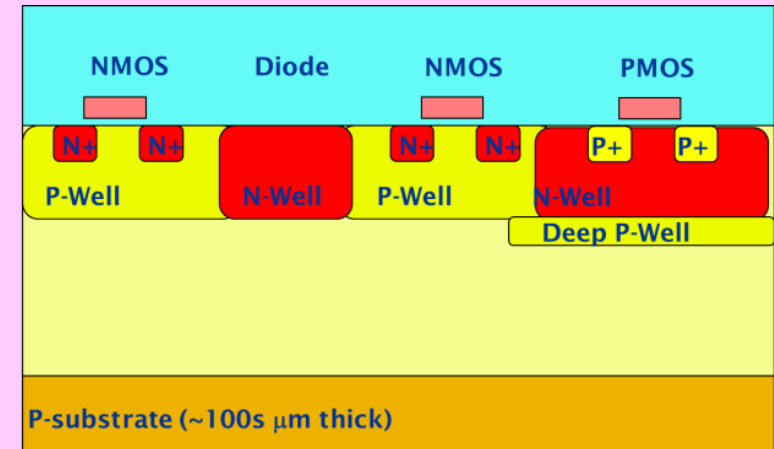 NMOS Diode NMOS PMOS
N+ N+ N+ N+ P+ P+
P-Well N-Well P-Well N-Well
Deep P-Well
P-substrate (~100s μm thick)